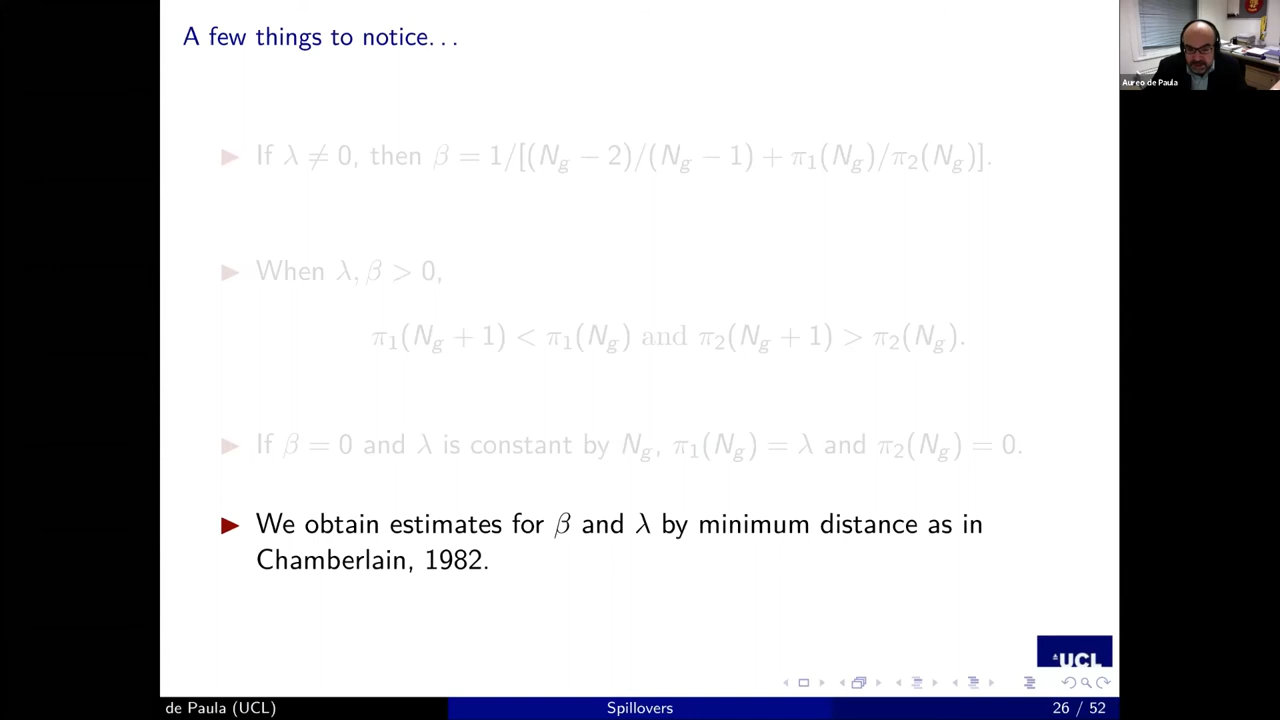 A few things to notice. . .
Aureo de Paula
▶ If λ ≠ 0, then β = 1/[(N_g − 2)/(N_g − 1) + π₁(N_g)/π₂(N_g)].
▶ When λ, β > 0,
π₁(N_g + 1) < π₁(N_g) and π₂(N_g + 1) > π₂(N_g).
▶ If β = 0 and λ is constant by N_g, π₁(N_g) = λ and π₂(N_g) = 0.
▶ We obtain estimates for β and λ by minimum distance as in
Chamberlain, 1982.
UCL
de Paula (UCL)
Spillovers
26 / 52